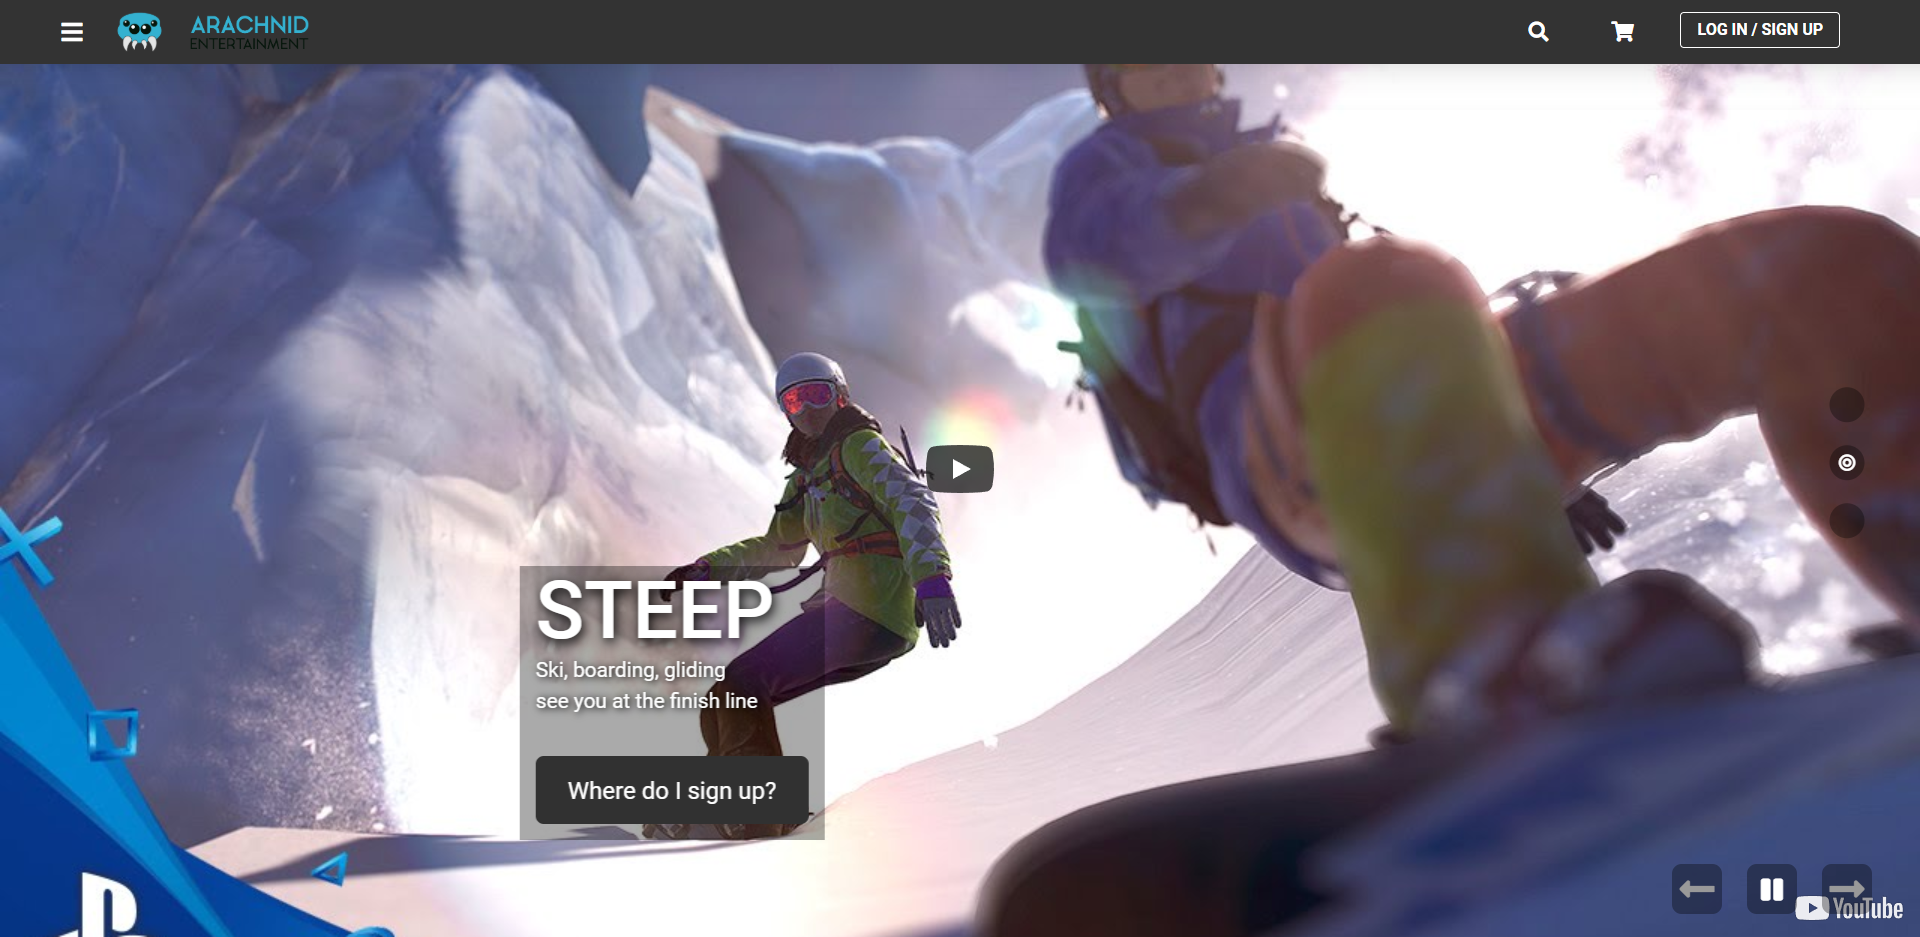 ARACHNID
ENTERTAINMENT
LOG IN / SIGN UP
STEEP
Ski, boarding, gliding
see you at the finish line
Where do I sign up?
YouTube